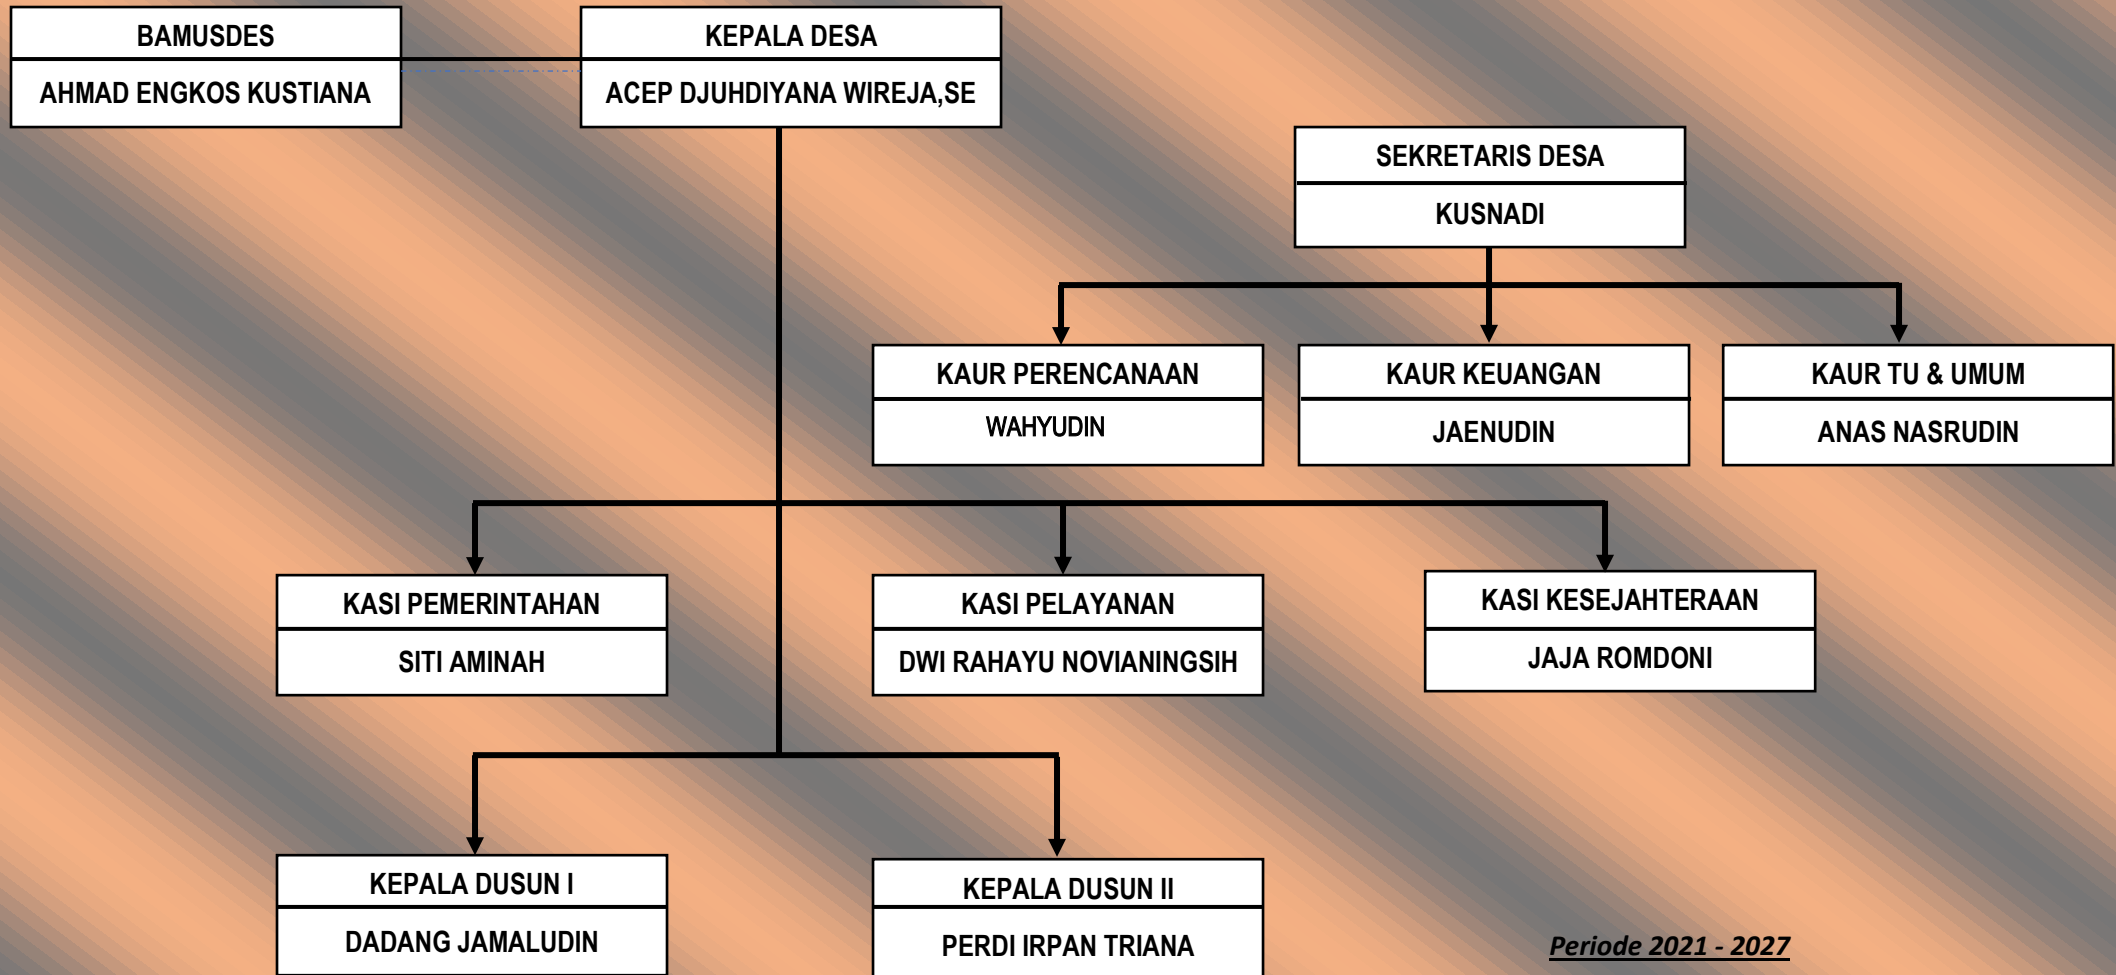 BAMUSDES
AHMAD ENGKOS KUSTIANA
KEPALA DESA
ACEP DJUHDIYANA WIREJA,SE
SEKRETARIS DESA
KUSNADI
KAUR PERENCANAAN
WAHYUDIN
KAUR KEUANGAN
JAENUDIN
KAUR TU & UMUM
ANAS NASRUDIN
KASI PEMERINTAHAN
SITI AMINAH
KASI PELAYANAN
DWI RAHAYU NOVIANINGSIH
KASI KESEJAHTERAAN
JAJA ROMDONI
KEPALA DUSUN I
DADANG JAMALUDIN
KEPALA DUSUN II
PERDI IRPAN TRIANA
Periode 2021 - 2027